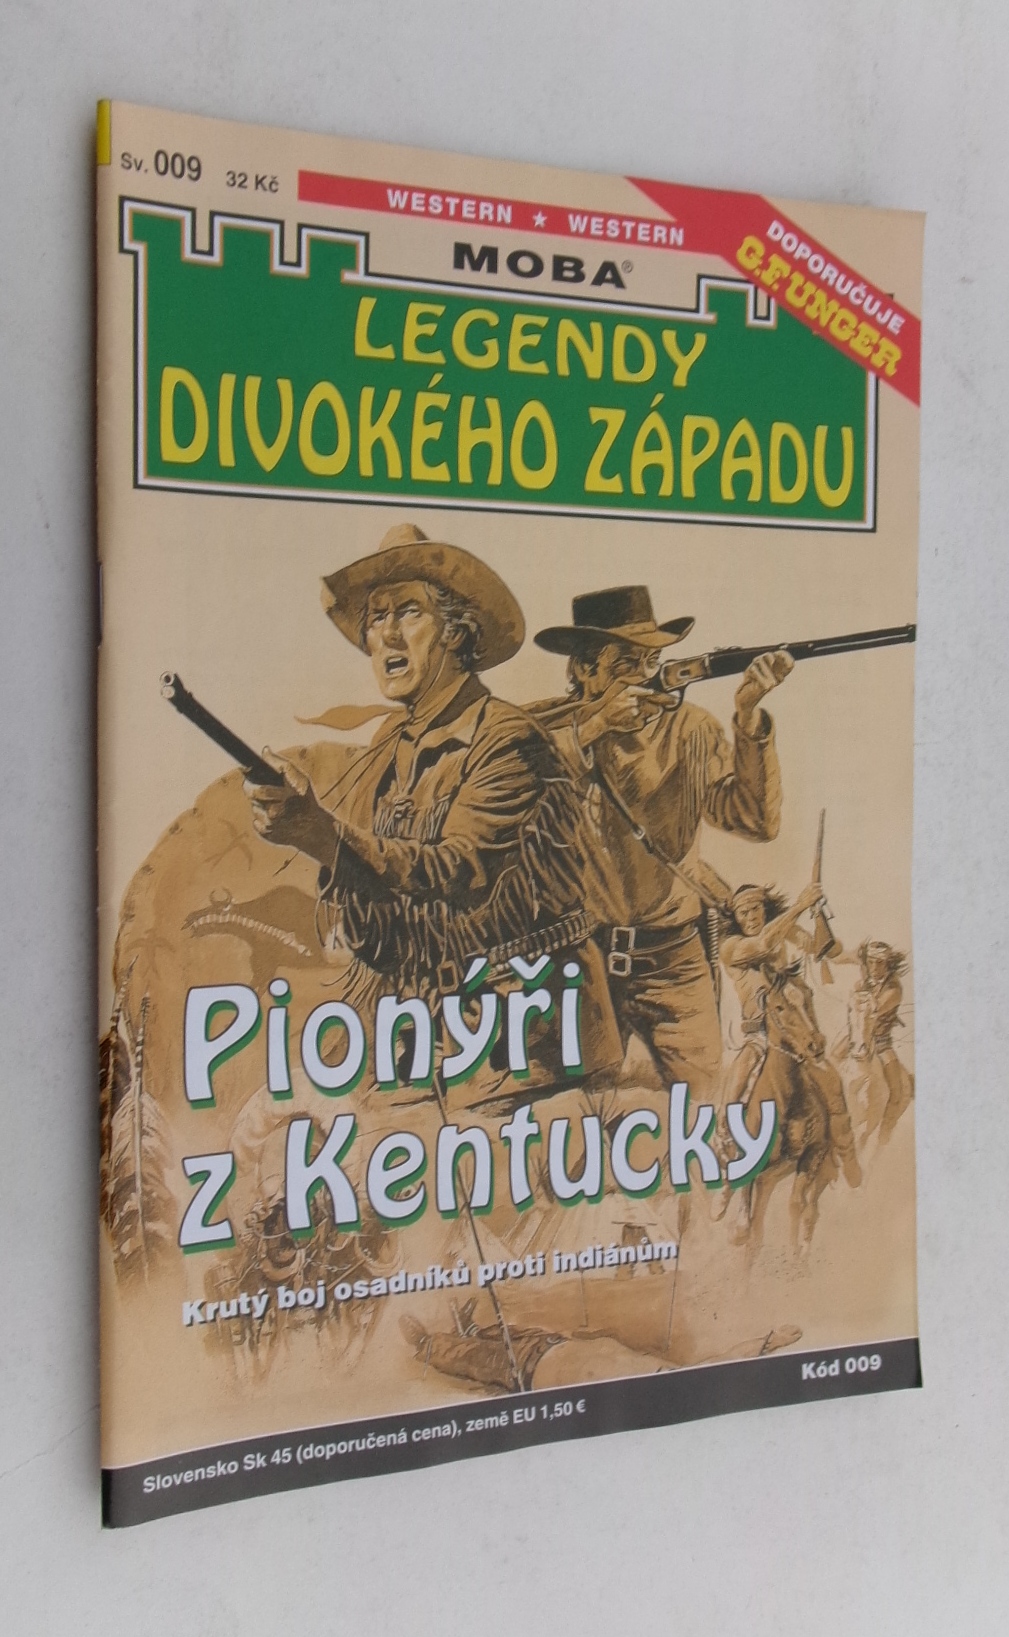 Sv. 009 32 Kč
WESTERN ★ WESTERN
DOPORUČUJE
G.F.UNGER
MOBA®
LEGENDY
DIVOKÉHO ZÁPADU
Pionýři
z Kentucky
Krutý boj osadníků proti indiánům
Kód 009
Slovensko Sk 45 (doporučená cena), země EU 1,50 €